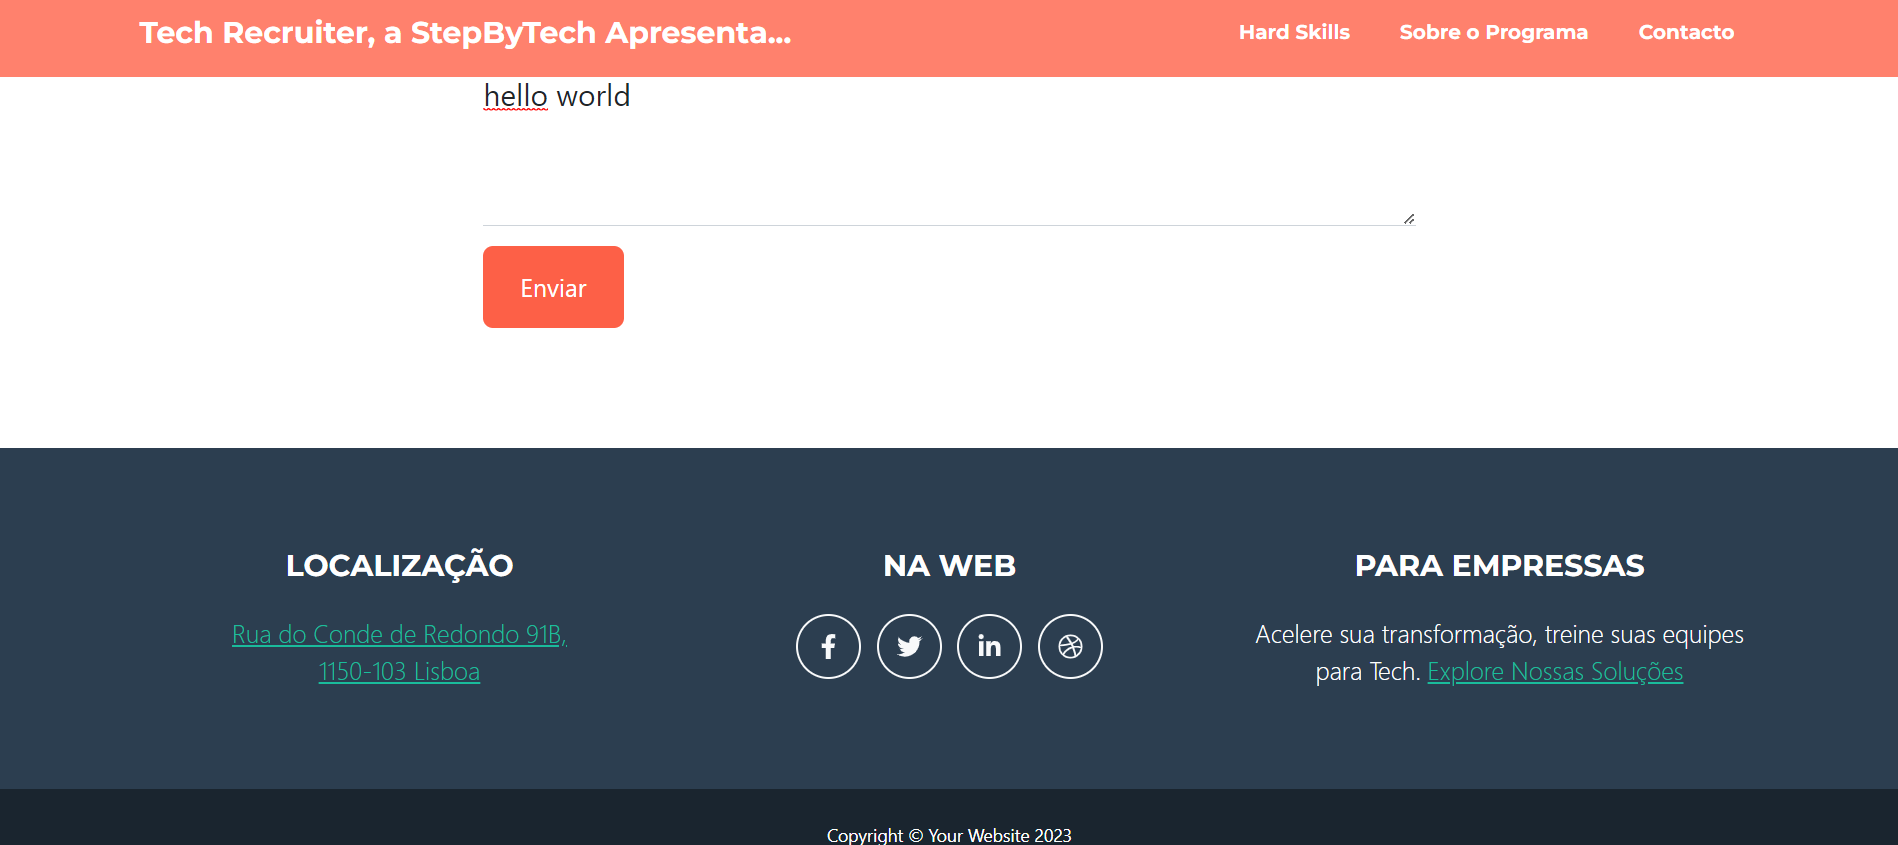 Tech Recruiter, a StepByTech Apresenta...
Hard Skills
Sobre o Programa
Contacto
hello world
Enviar
LOCALIZAÇÃO
Rua do Conde de Redondo 91B,
1150-103 Lisboa
NA WEB
PARA EMPRESSAS
Acelere sua transformação, treine suas equipes
para Tech. Explore Nossas Soluções
Copyright © Your Website 2023